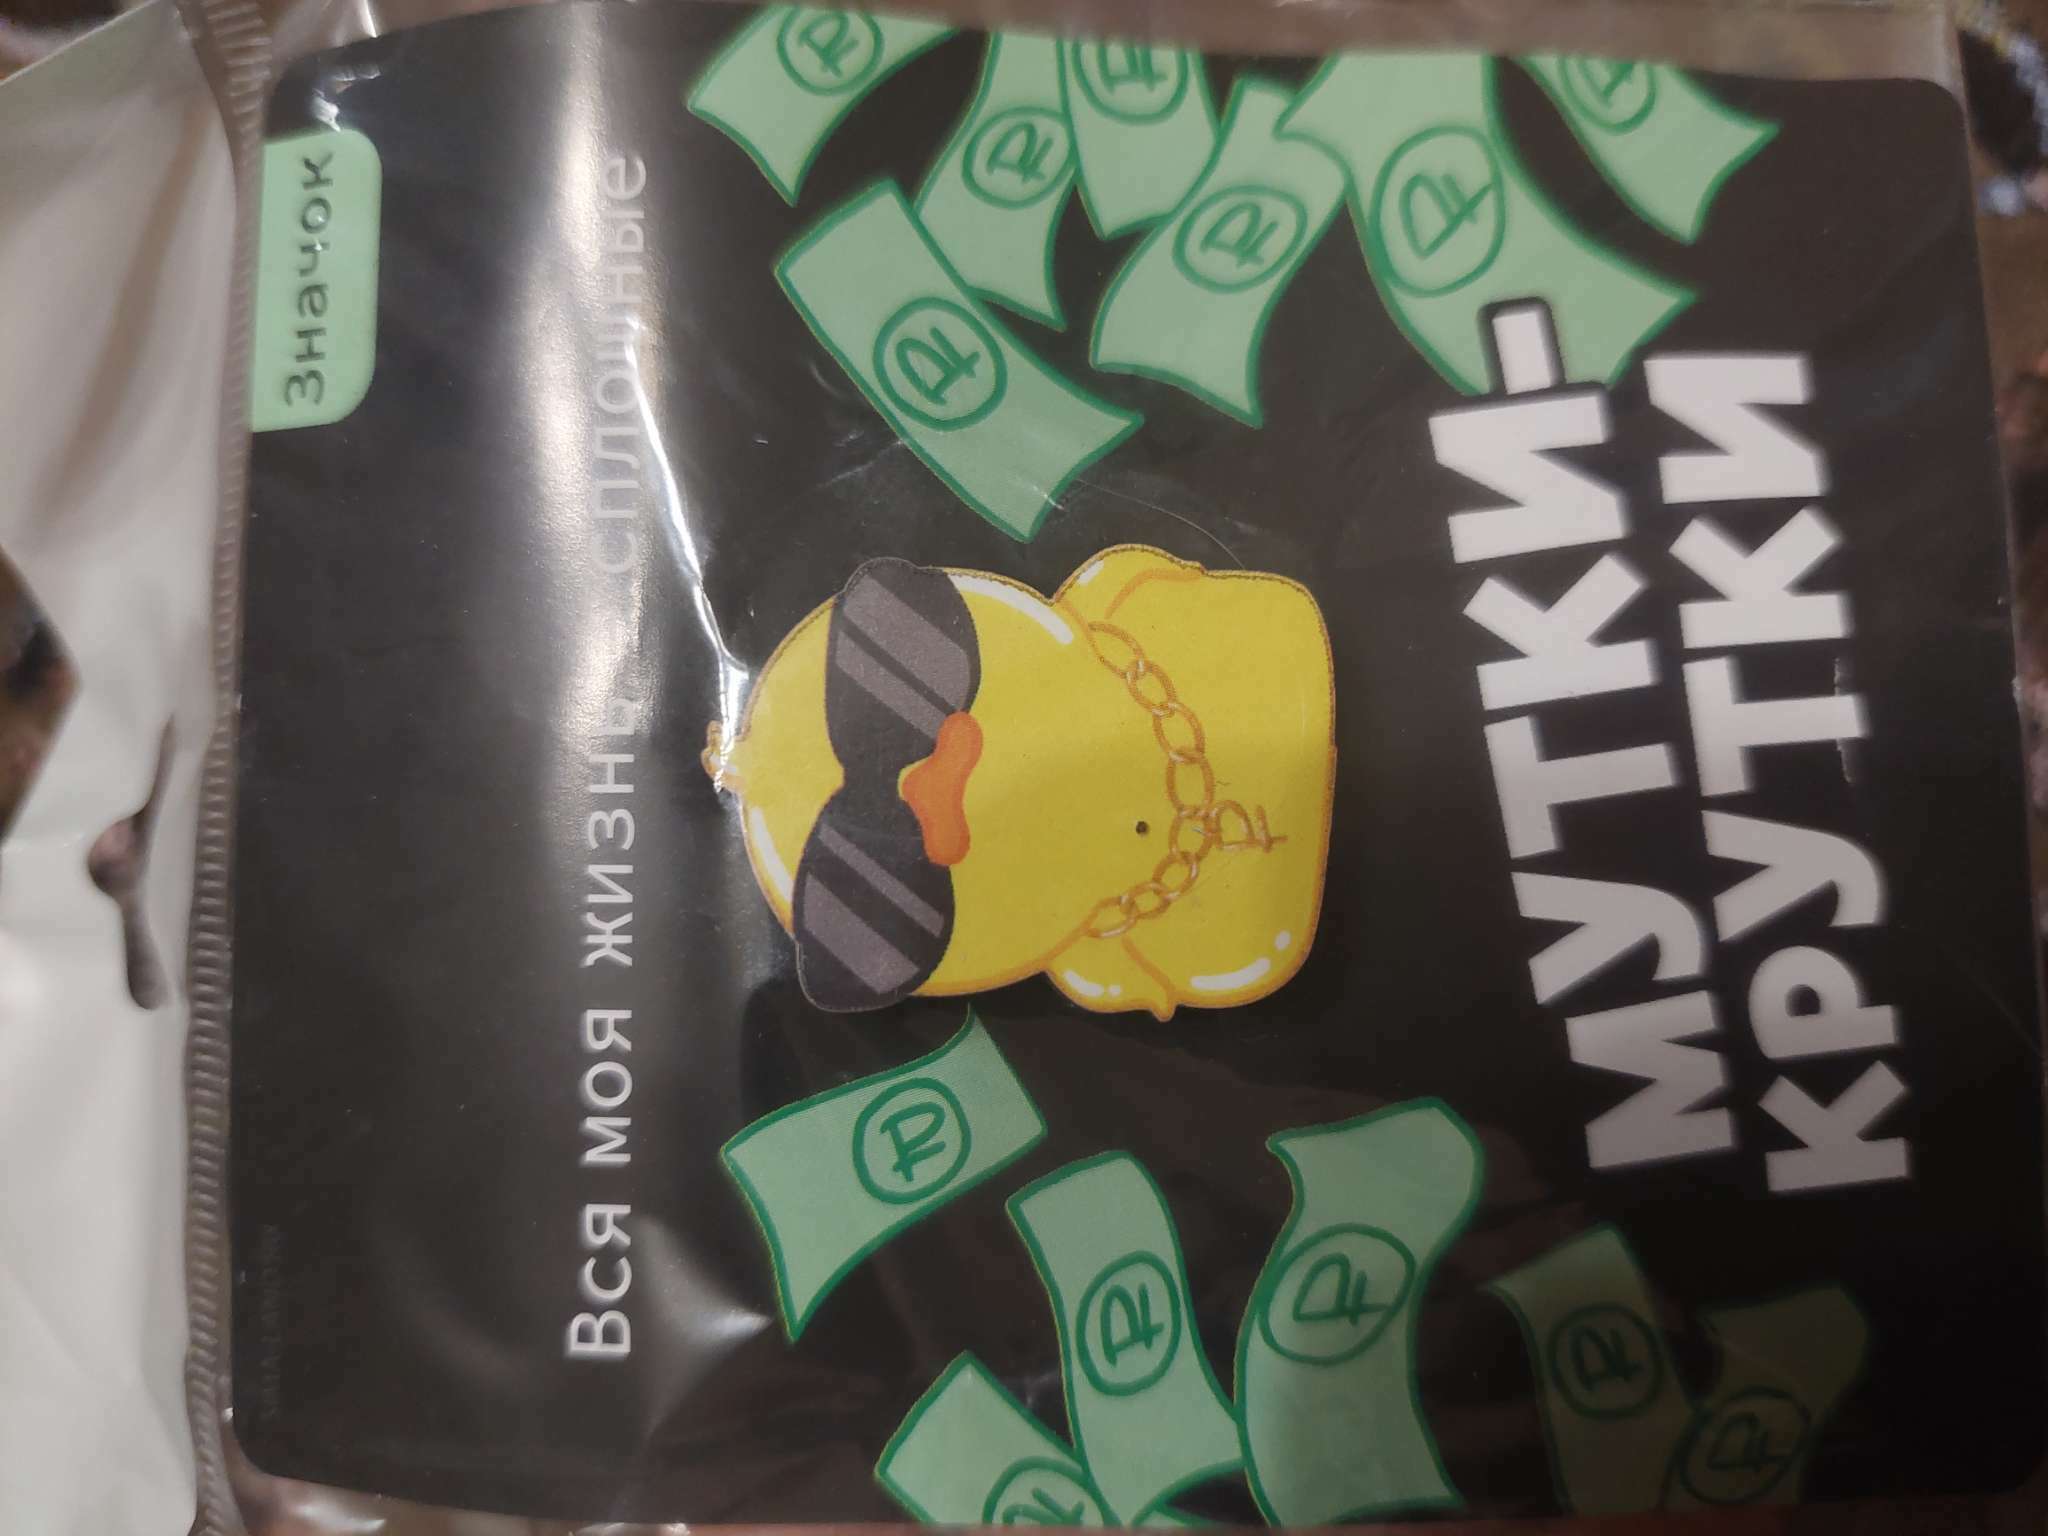 Значок
Вся моя жизнь - сплошные
МУТКИ-
КРУТКИ